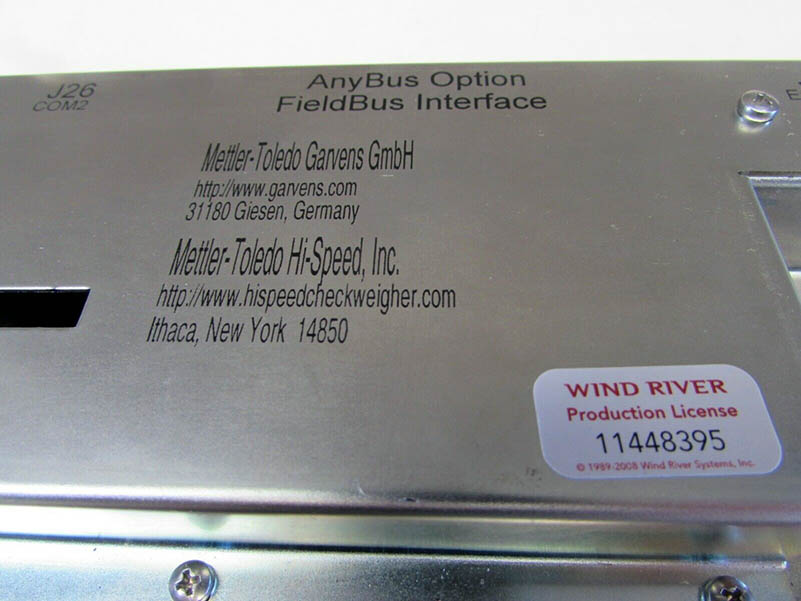 J26
COM2
AnyBus Option
FieldBus Interface
Mettler-Toledo Garvens GmbH
http://www.garvens.com
31180 Giesen, Germany
Mettler-Toledo Hi-Speed, Inc.
http://www.hispeedcheckweigher.com
Ithaca, New York 14850
WIND RIVER
Production License
11448395
© 1989-2008 Wind River Systems, Inc.